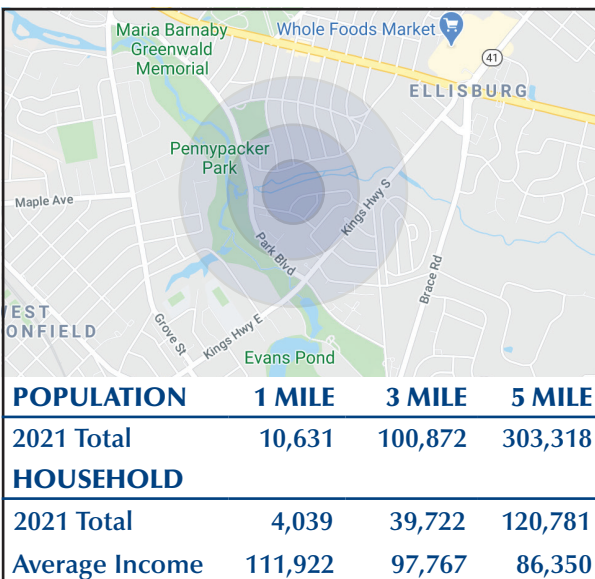 Maria Barnaby
Greenwald
Memorial
Whole Foods Market
41
ELLISBURG
Pennypacker
Park
Maple Ave
Kings Hwy S
Park Blvd
Brace Rd
EST
ONFIELD
Grove St
Kings Hwy E
Evans Pond
POPULATION 1 MILE 3 MILE 5 MILE
2021 Total 10,631 100,872 303,318
HOUSEHOLD
2021 Total 4,039 39,722 120,781
Average Income 111,922 97,767 86,350